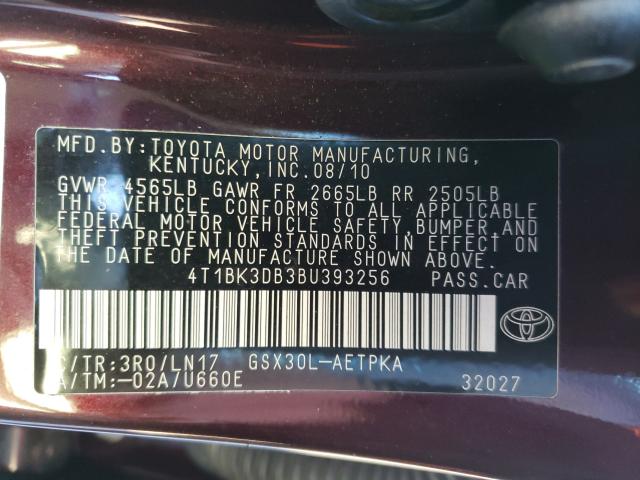 MFD.BY:TOYOTA MOTOR MANUFACTURING,
KENTUCKY,INC.08/10
GVWR 4565LB GAWR FR 2665LB RR 2505LB
THIS VEHICLE CONFORMS TO ALL APPLICABLE
FEDERAL MOTOR VEHICLE SAFETY,BUMPER,AND
THEFT PREVENTION STANDARDS IN EFFECT ON
THE DATE OF MANUFACTURE SHOWN ABOVE.
4T1BK3DB3BU393256 PASS.CAR
C/TR:3R0/LN17 GSX30L-AETPKA
A/TM:-02A/U660E 32027